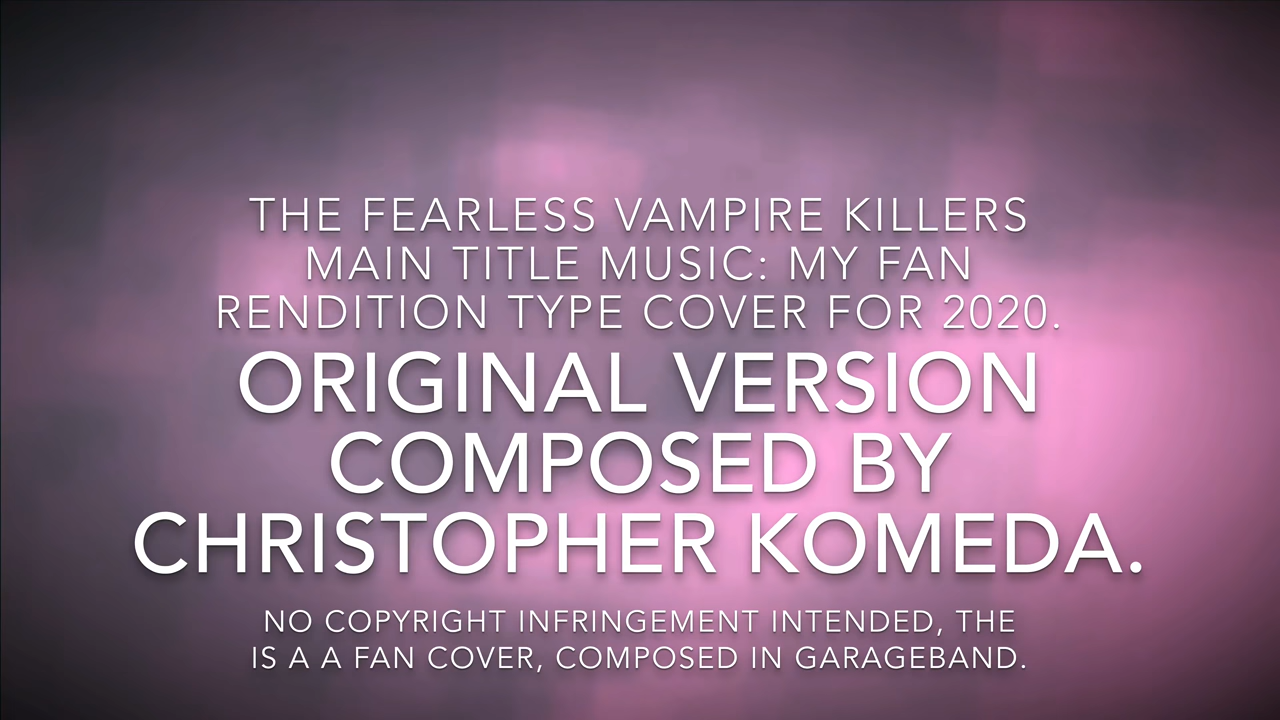 THE FEARLESS VAMPIRE KILLERS
MAIN TITLE MUSIC: MY FAN
RENDITION TYPE COVER FOR 2020.
ORIGINAL VERSION
COMPOSED BY
CHRISTOPHER KOMEDA.
NO COPYRIGHT INFRINGEMENT INTENDED, THE
IS A A FAN COVER, COMPOSED IN GARAGEBAND.